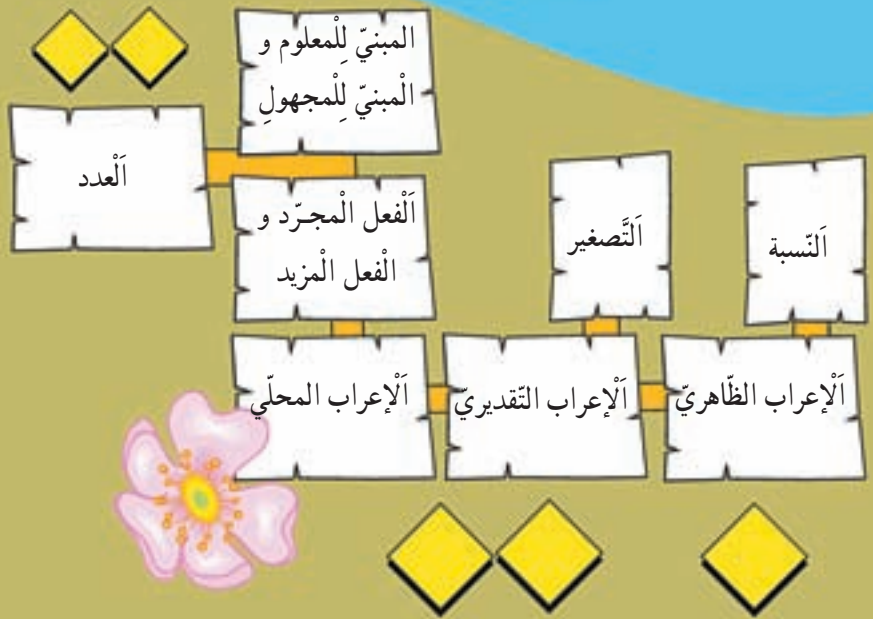 المبنيّ لِلْمعلوم و
الْمبنيّ لِلْمجهولِ
اَلْعدد
اَلْفعل الْمجـرّد و
الْفعل الْمزيد
اَلتَّصغير
اَلنّسبة
اَلْإعراب الظّاهريّ
اَلْإعراب التّقديريّ
اَلْإعراب المحلّي